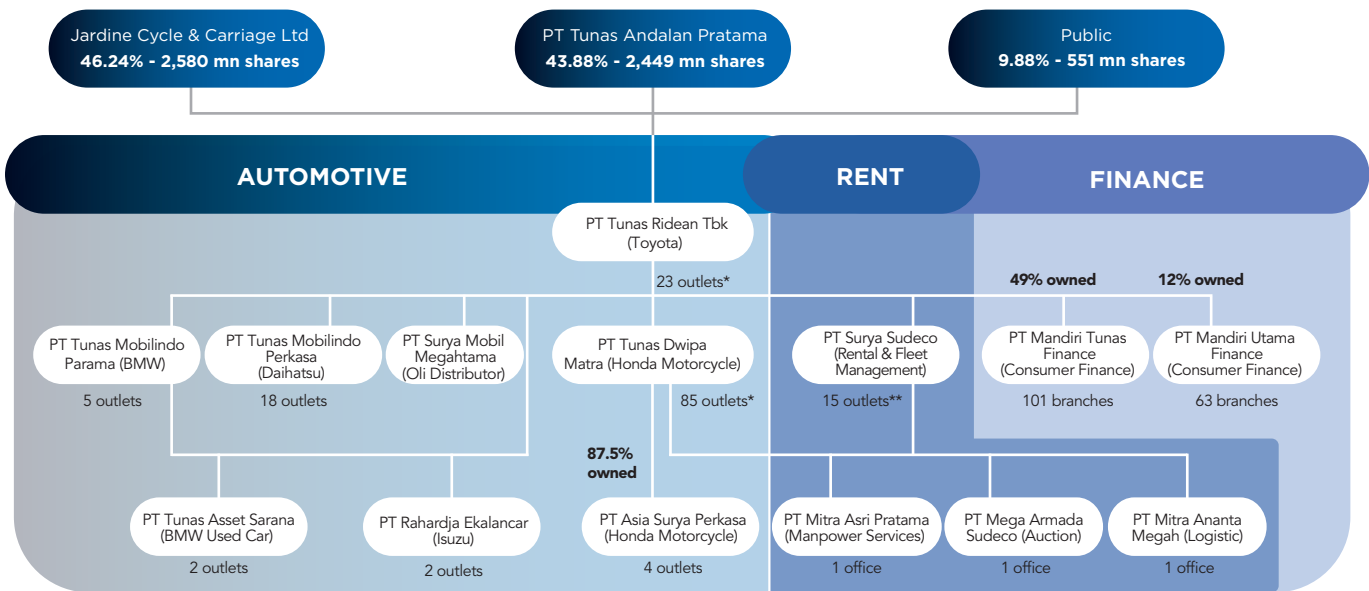 Jardine Cycle & Carriage Ltd
46.24% - 2,580 mn shares
PT Tunas Andalan Pratama
43.88% - 2,449 mn shares
Public
9.88% - 551 mn shares
AUTOMOTIVE
RENT
FINANCE
PT Tunas Ridean Tbk
(Toyota)
23 outlets*
49% owned
12% owned
PT Tunas Mobilindo
Parama (BMW)
5 outlets
PT Tunas Mobilindo
Perkasa
(Daihatsu)
18 outlets
PT Surya Mobil
Megahtama
(Oli Distributor)
PT Tunas Dwipa
Matra (Honda Motorcycle)
85 outlets*
PT Surya Sudeco
(Rental & Fleet
Management)
15 outlets**
PT Mandiri Tunas
Finance
(Consumer Finance)
101 branches
PT Mandiri Utama
Finance
(Consumer Finance)
63 branches
87.5%
owned
PT Tunas Asset Sarana
(BMW Used Car)
2 outlets
PT Rahardja Ekalancar
(Isuzu)
2 outlets
PT Asia Surya Perkasa
(Honda Motorcycle)
4 outlets
PT Mitra Asri Pratama
(Manpower Services)
1 office
PT Mega Armada
Sudeco (Auction)
1 office
PT Mitra Ananta
Megah (Logistic)
1 office